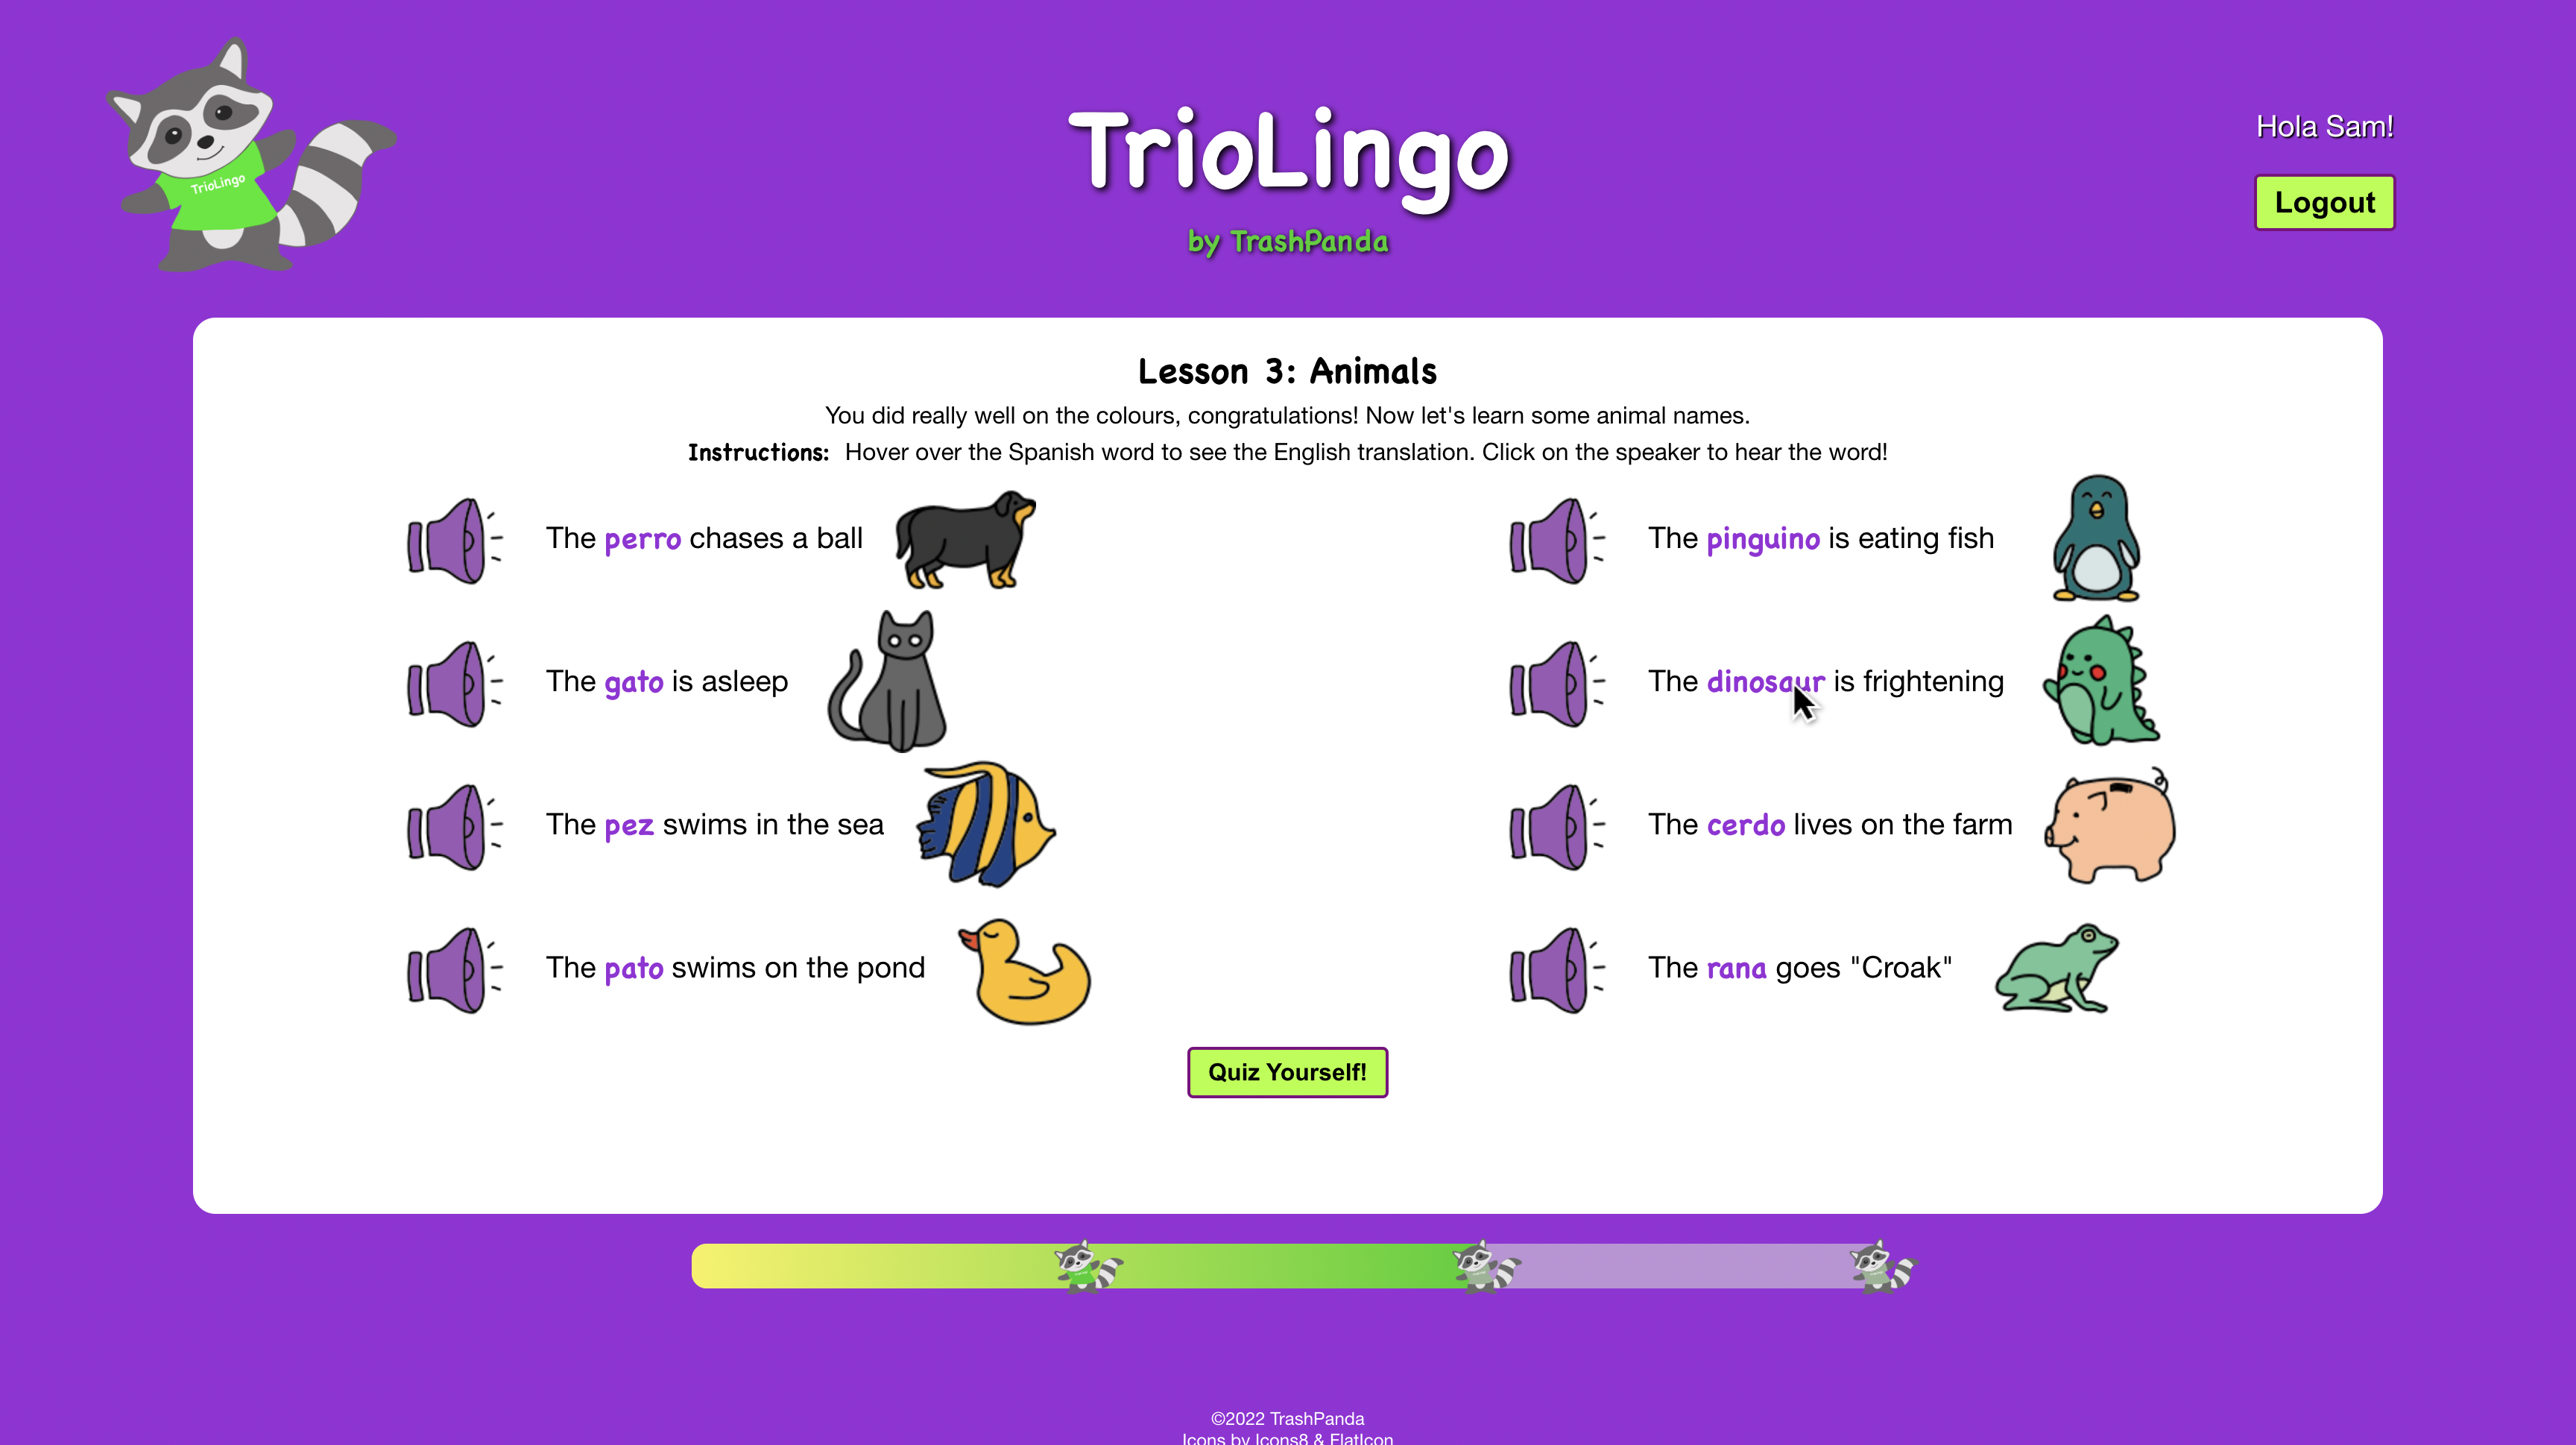 TrioLingo
TrioLingo
by TrashPanda
Hola Sam!
Logout
Lesson 3: Animals
You did really well on the colours, congratulations! Now let's learn some animal names.
Instructions: Hover over the Spanish word to see the English translation. Click on the speaker to hear the word!
The perro chases a ball
The gato is asleep
The pez swims in the sea
The pato swims on the pond
The pinguino is eating fish
The dinosaur is frightening
The cerdo lives on the farm
The rana goes "Croak"
Quiz Yourself!
©2022 TrashPanda
Icons by Icons8 & FlatIcon